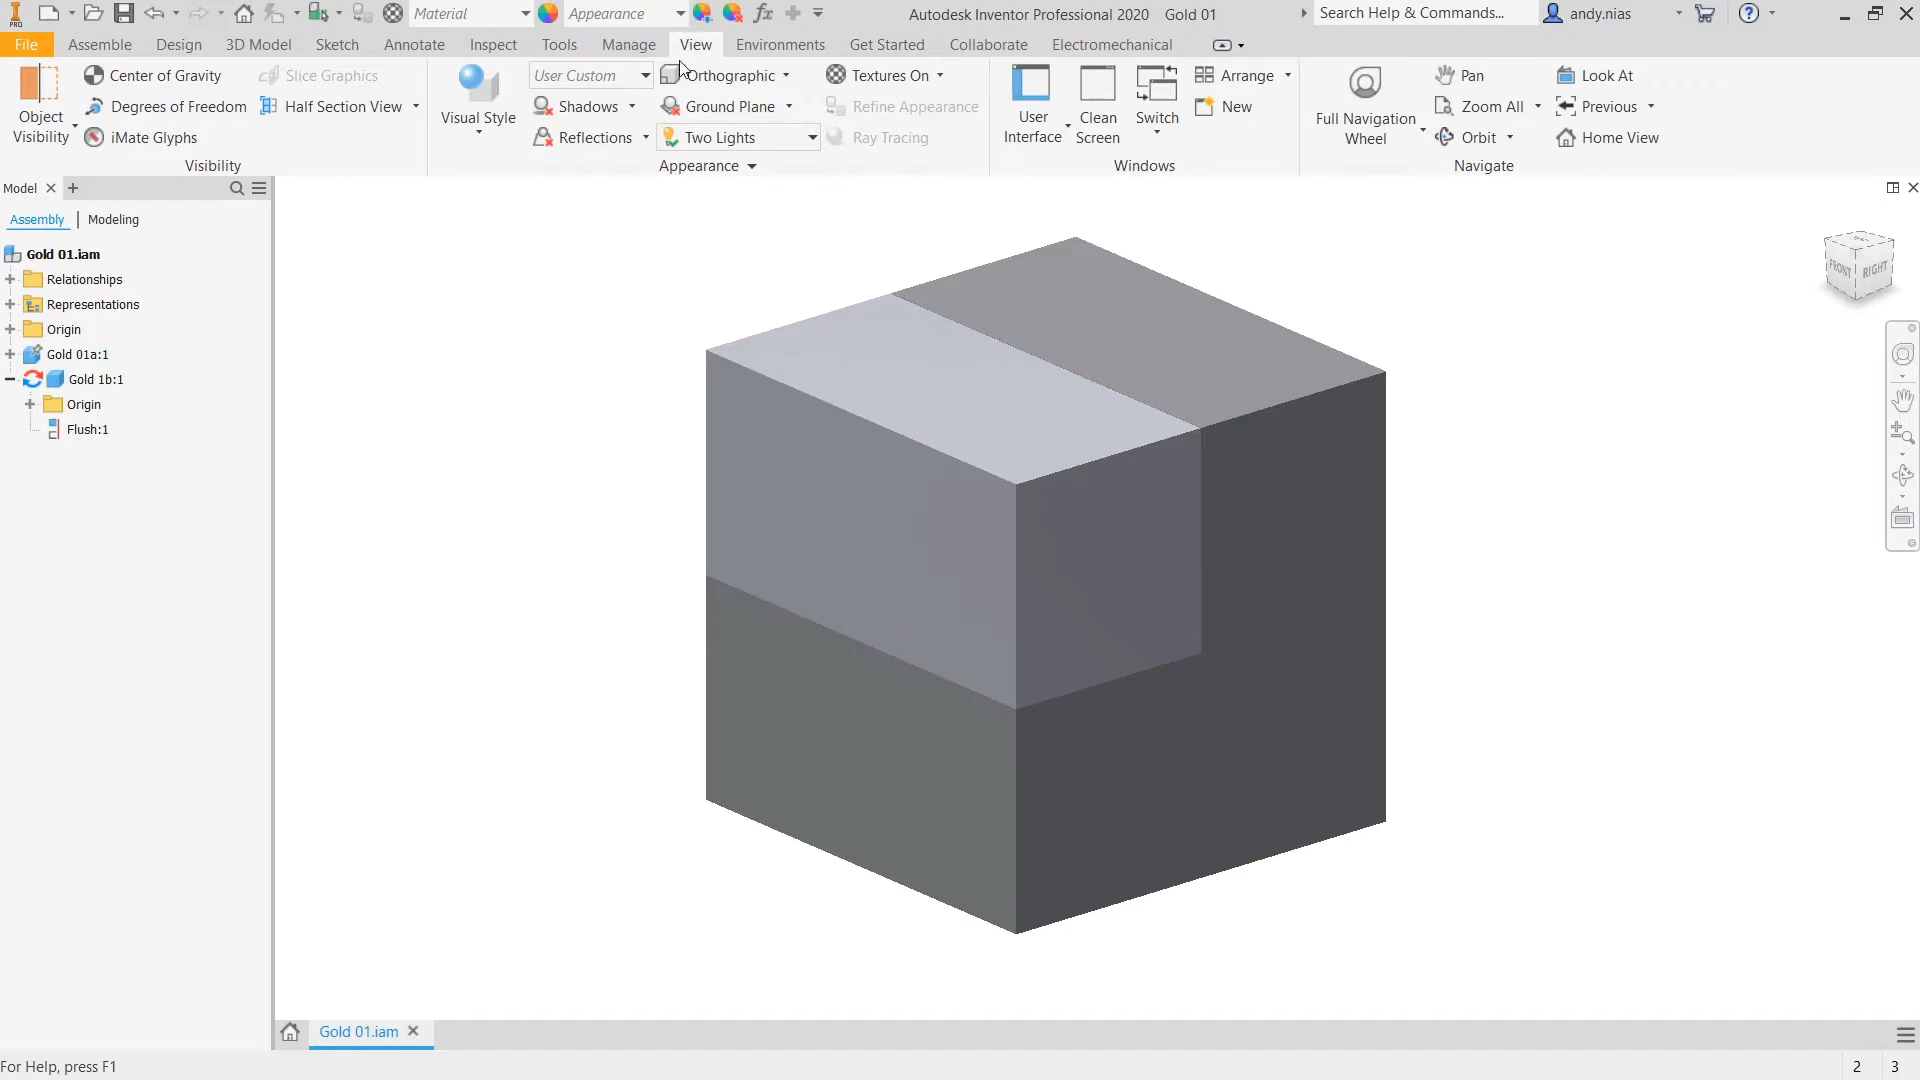 PRO Material Appearance fx Autodesk Inventor Professional 2020 Gold 01 Search Help & Commands... andy.nias
File Assembly Design 3D Model Sketch Annotate Inspect Tools Manage View Environments Get Started Collaborate Electromechanical
Object Visibility
Center of Gravity
Degrees of Freedom
iMate Glyphs
Slice Graphics
Half Section View
Visibility
Visual Style
User Custom
Shadows
Reflections
Orthographic
Ground Plane
Two Lights
Textures On
Refine Appearance
Ray Tracing
Appearance
User Interface
Clean Screen
Switch
Arrange
New
Windows
Full Navigation Wheel
Pan
Zoom All
Orbit
Look At
Previous
Home View
Navigate
Model
Assembly | Modeling
Gold 01.iam
Relationships
Representations
Origin
Gold 01a:1
Gold 1b:1
Origin
Flush:1
FRONT RIGHT
Gold 01.iam
For Help, press F1
2 3